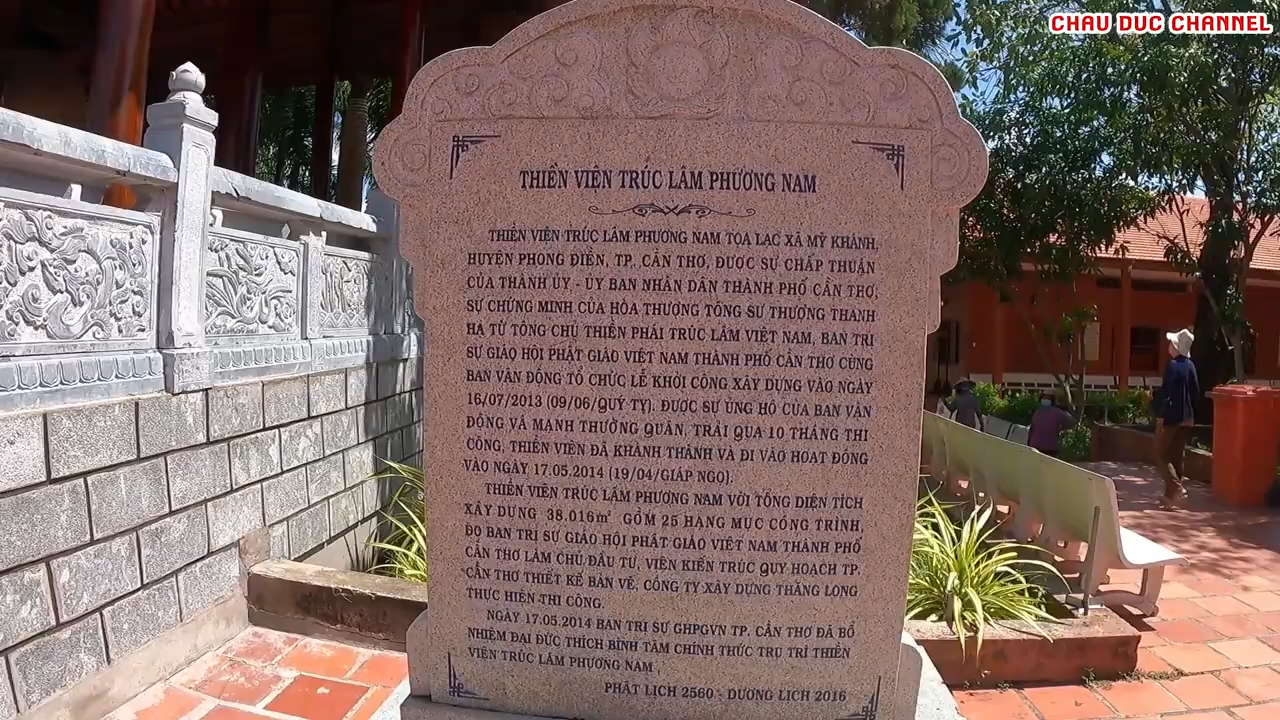 CHAU DUC CHANNEL
THIỀN VIỆN TRÚC LÂM PHƯƠNG NAM
THIỀN VIỆN TRÚC LÂM PHƯƠNG NAM TỌA LẠC XÃ MỸ KHÁNH,
HUYỆN PHONG ĐIỀN, TP. CẦN THƠ, ĐƯỢC SỰ CHẤP THUẬN
CỦA THÀNH ỦY - ỦY BAN NHÂN DÂN THÀNH PHỐ CẦN THƠ,
SỰ CHỨNG MINH CỦA HÒA THƯỢNG TÔNG SƯ THƯỢNG THANH
HẠ TỪ TÔNG CHỦ THIỀN PHÁI TRÚC LÂM VIỆT NAM, BAN TRỊ
SỰ GIÁO HỘI PHẬT GIÁO VIỆT NAM THÀNH PHỐ CẦN THƠ CÙNG
BAN VẬN ĐỘNG TỔ CHỨC LỄ KHỞI CÔNG XÂY DỰNG VÀO NGÀY
16/07/2013 (09/06/QUÝ TỴ). ĐƯỢC SỰ ỦNG HỘ CỦA BAN VẬN
ĐỘNG VÀ MẠNH THƯỜNG QUÂN, TRẢI QUA 10 THÁNG THI
CÔNG, THIỀN VIỆN ĐÃ KHÁNH THÀNH VÀ ĐI VÀO HOẠT ĐỘNG
VÀO NGÀY 17.05.2014 (19/04/GIÁP NGỌ).
THIỀN VIỆN TRÚC LÂM PHƯƠNG NAM VỚI TỔNG DIỆN TÍCH
XÂY DỰNG 38.016m² GỒM 25 HẠNG MỤC CÔNG TRÌNH,
DO BAN TRỊ SỰ GIÁO HỘI PHẬT GIÁO VIỆT NAM THÀNH PHỐ
CẦN THƠ LÀM CHỦ ĐẦU TƯ, VIỆN KIẾN TRÚC QUY HOẠCH TP.
CẦN THƠ THIẾT KẾ BẢN VẼ, CÔNG TY XÂY DỰNG THĂNG LONG
THỰC HIỆN THI CÔNG.
NGÀY 17.05.2014 BAN TRỊ SỰ GHPGVN TP. CẦN THƠ ĐÃ BỔ
NHIỆM ĐẠI ĐỨC THÍCH BÌNH TÂM CHÍNH THỨC TRỤ TRÌ THIỀN
VIỆN TRÚC LÂM PHƯƠNG NAM.
PHẬT LỊCH 2560 - DƯƠNG LỊCH 2016